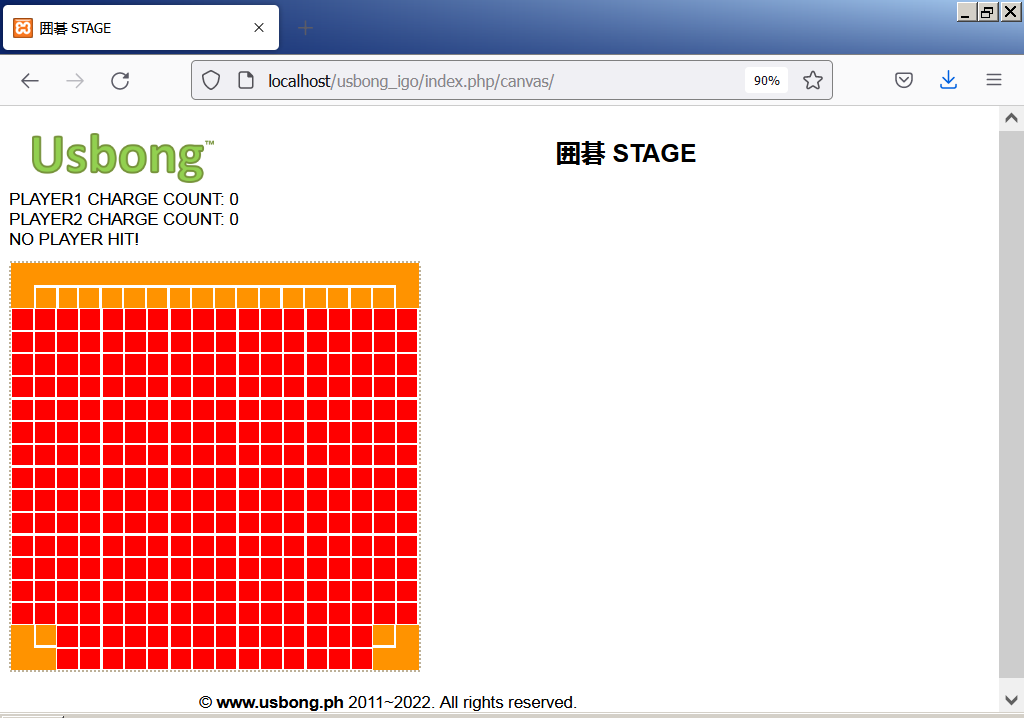 囲碁 STAGE
localhost/usbong_igo/index.php/canvas/
90%
Usbong™
囲碁 STAGE
PLAYER1 CHARGE COUNT: 0
PLAYER2 CHARGE COUNT: 0
NO PLAYER HIT!
© www.usbong.ph 2011~2022. All rights reserved.